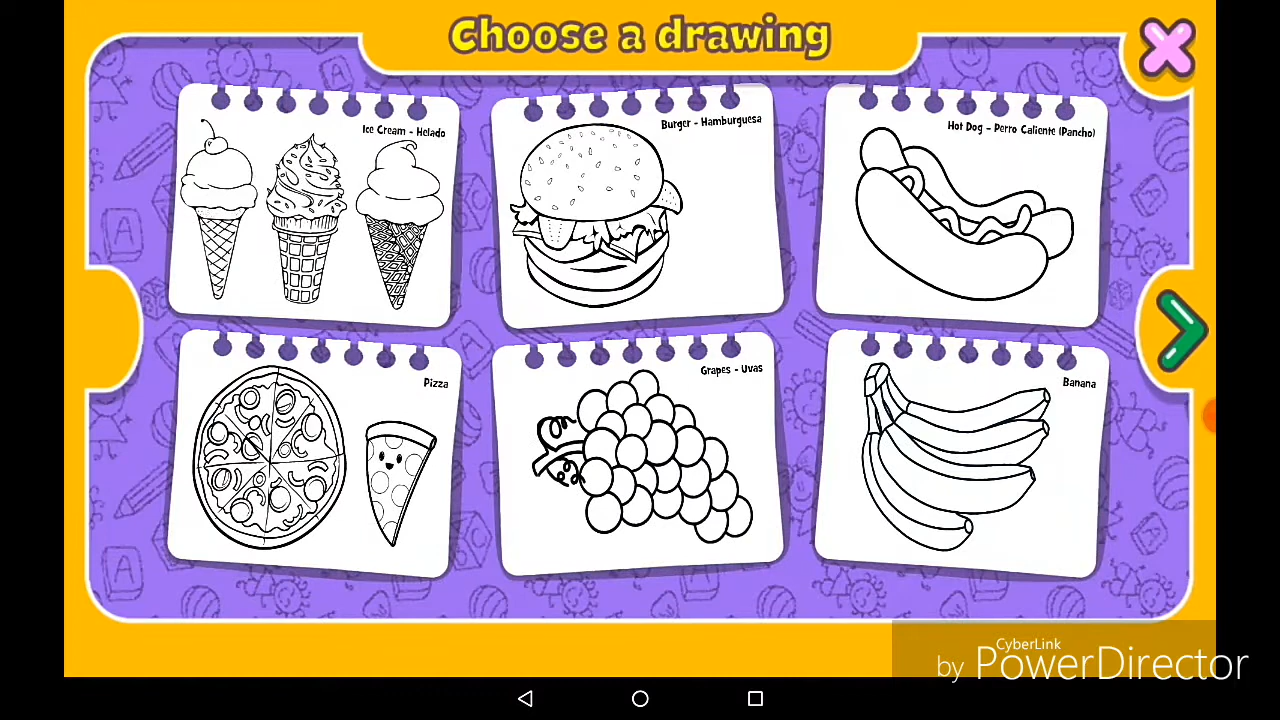 Choose a drawing
Ice Cream - Helado
Burger - Hamburguesa
Hot Dog - Perro Caliente (Pancho)
Pizza
Grapes - Uvas
Banana
CyberLink
by PowerDirector